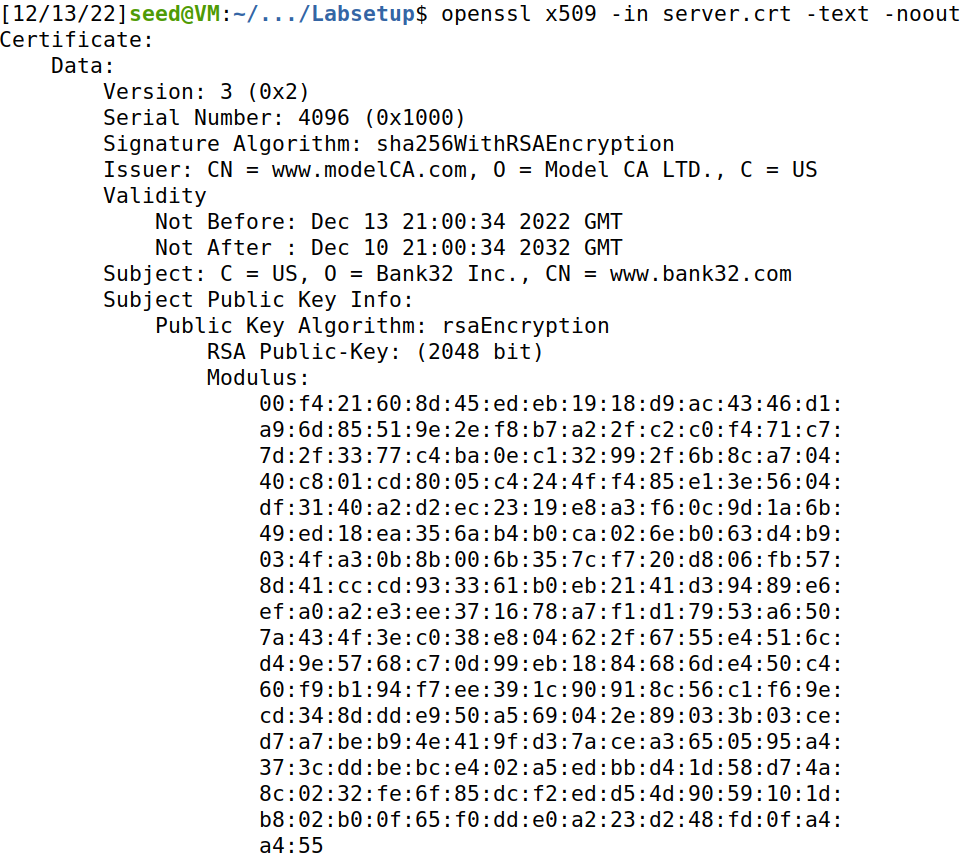 [12/13/22]seed@VM:~/.../Labsetup$ openssl x509 -in server.crt -text -noout
Certificate:
    Data:
        Version: 3 (0x2)
        Serial Number: 4096 (0x1000)
        Signature Algorithm: sha256WithRSAEncryption
        Issuer: CN = www.modelCA.com, O = Model CA LTD., C = US
        Validity
            Not Before: Dec 13 21:00:34 2022 GMT
            Not After : Dec 10 21:00:34 2032 GMT
        Subject: C = US, O = Bank32 Inc., CN = www.bank32.com
        Subject Public Key Info:
            Public Key Algorithm: rsaEncryption
                RSA Public-Key: (2048 bit)
                Modulus:
                    00:f4:21:60:8d:45:ed:eb:19:18:d9:ac:43:46:d1:
                    a9:6d:85:51:9e:2e:f8:b7:a2:2f:c2:c0:f4:71:c7:
                    7d:2f:33:77:c4:ba:0e:c1:32:99:2f:6b:8c:a7:04:
                    40:c8:01:cd:80:05:c4:24:4f:f4:85:e1:3e:56:04:
                    df:31:40:a2:d2:ec:23:19:e8:a3:f6:0c:9d:1a:6b:
                    49:ed:18:ea:35:6a:b4:b0:ca:02:6e:b0:63:d4:b9:
                    03:4f:a3:0b:8b:00:6b:35:7c:f7:20:d8:06:fb:57:
                    8d:41:cc:cd:93:33:61:b0:eb:21:41:d3:94:89:e6:
                    ef:a0:a2:e3:ee:37:16:78:a7:f1:d1:79:53:a6:50:
                    7a:43:4f:3e:c0:38:e8:04:62:2f:67:55:e4:51:6c:
                    d4:9e:57:68:c7:0d:99:eb:18:84:68:6d:e4:50:c4:
                    60:f9:b1:94:f7:ee:39:1c:90:91:8c:56:c1:f6:9e:
                    cd:34:8d:dd:e9:50:a5:69:04:2e:89:03:3b:03:ce:
                    d7:a7:be:b9:4e:41:9f:d3:7a:ce:a3:65:05:95:a4:
                    37:3c:dd:be:bc:e4:02:a5:ed:bb:d4:1d:58:d7:4a:
                    8c:02:32:fe:6f:85:dc:f2:ed:d5:4d:90:59:10:1d:
                    b8:02:b0:0f:65:f0:dd:e0:a2:23:d2:48:fd:0f:a4:
                    a4:55